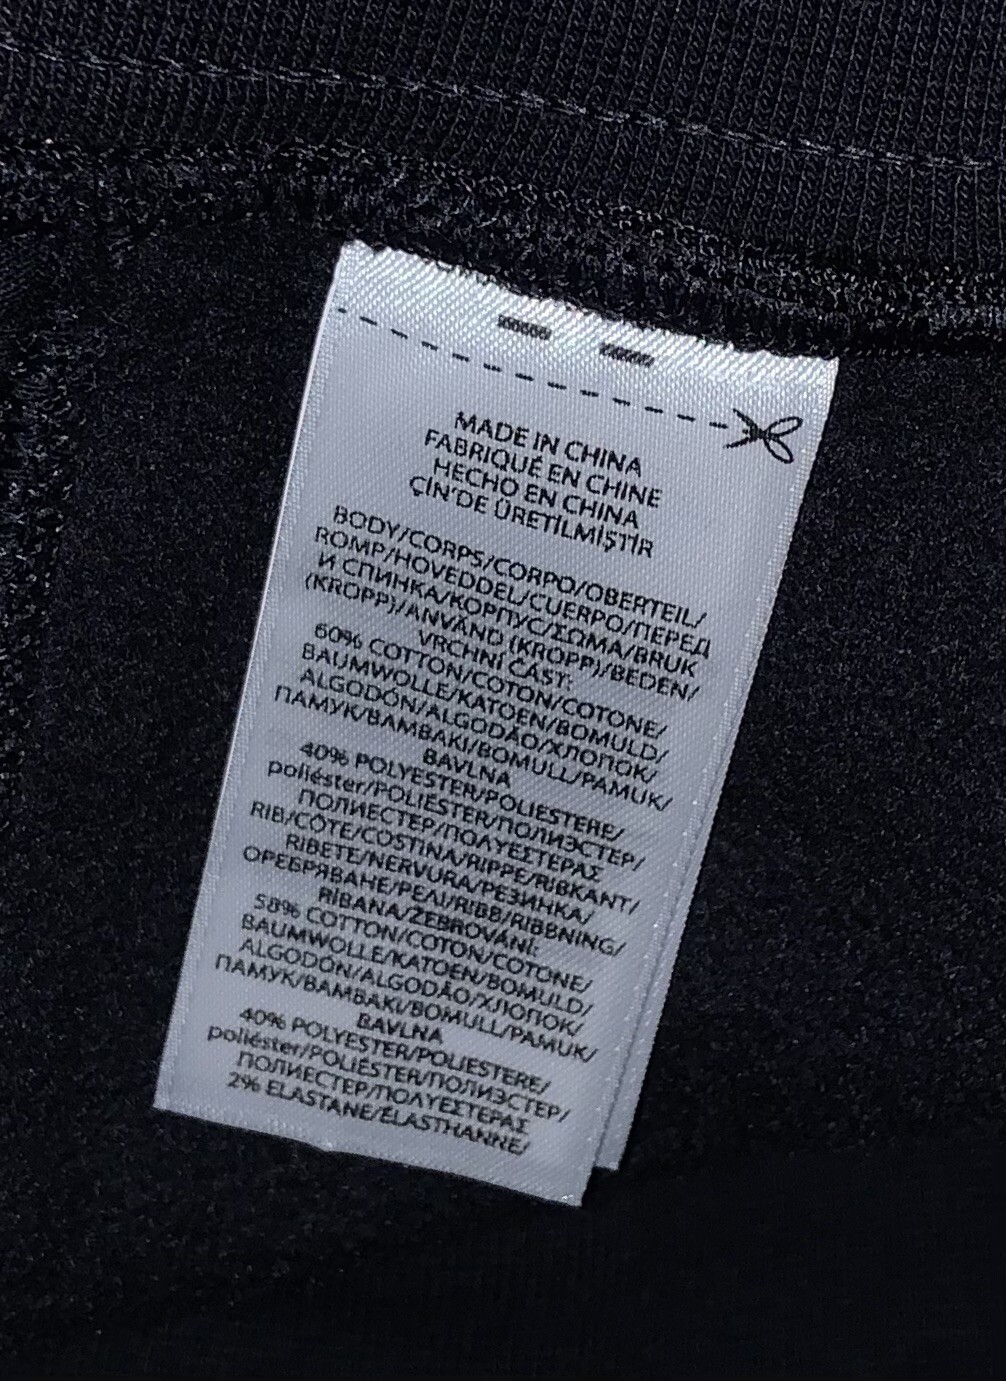 MADE IN CHINA
FABRIQUÉ EN CHINE
HECHO EN CHINA
ÇİN'DE ÜRETİLMİŞTİR
BODY/CORPS/CORPO/OBERTEIL/
ROMP/HOVEDDEL/CUERPO/ПЕРЕД
И СПИНКА/КОРПУС/ΣΩΜΑ/BRUK
(KROPP)/ANVÄND (KROPP)/BEDEN/
VRCHNÍ ČÁST:
60% COTTON/COTON/COTONE/
BAUMWOLLE/KATOEN/BOMULD/
ALGODÓN/ALGODÃO/ХЛОПОК/
ПАМУК/ΒΑΜΒΑΚΙ/BOMULL/PAMUK/
BAVLNA
40% POLYESTER/POLIESTERE/
poliéster/POLIÉSTER/ПОЛИЭСТЕР/
ПОЛИЕСТЕР/ΠΟΛΥΕΣΤΕΡΑΣ
RIB/CÔTE/COSTINA/RIPPE/RIBKANT/
RIBETE/NERVURA/РЕЗИНКА/
ОРЕБРЯВАНЕ/ΡΕΛΙ/RIBB/RIBBNING/
RİBANA/ŽEBROVÁNÍ:
58% COTTON/COTON/COTONE/
BAUMWOLLE/KATOEN/BOMULD/
ALGODÓN/ALGODÃO/ХЛОПОК/
ПАМУК/ΒΑΜΒΑΚΙ/BOMULL/PAMUK/
BAVLNA
40% POLYESTER/POLIESTERE/
poliéster/POLIÉSTER/ПОЛИЭСТЕР/
ПОЛИЕСТЕР/ΠΟΛΥΕΣΤΕΡΑΣ
2% ELASTANE/ÉLASTHANNE/